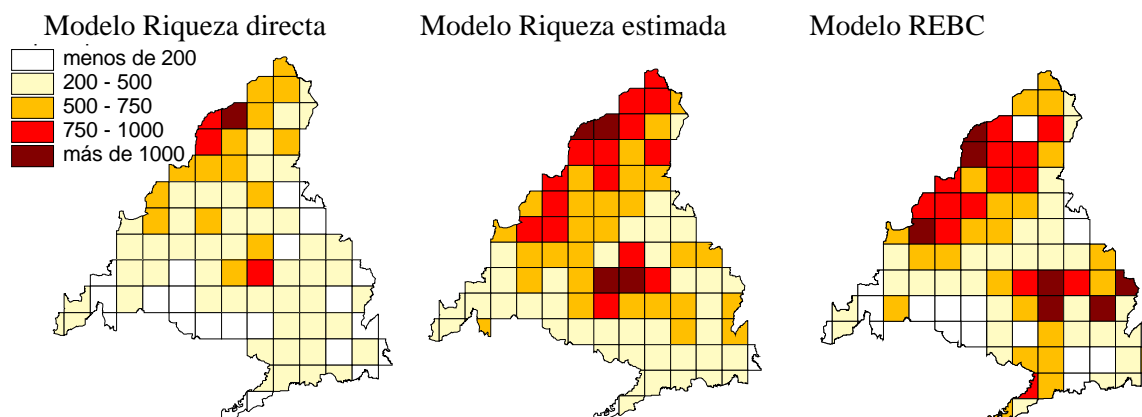 Modelo Riqueza directa
Modelo Riqueza estimada
Modelo REBC
menos de 200
200 - 500
500 - 750
750 - 1000
más de 1000